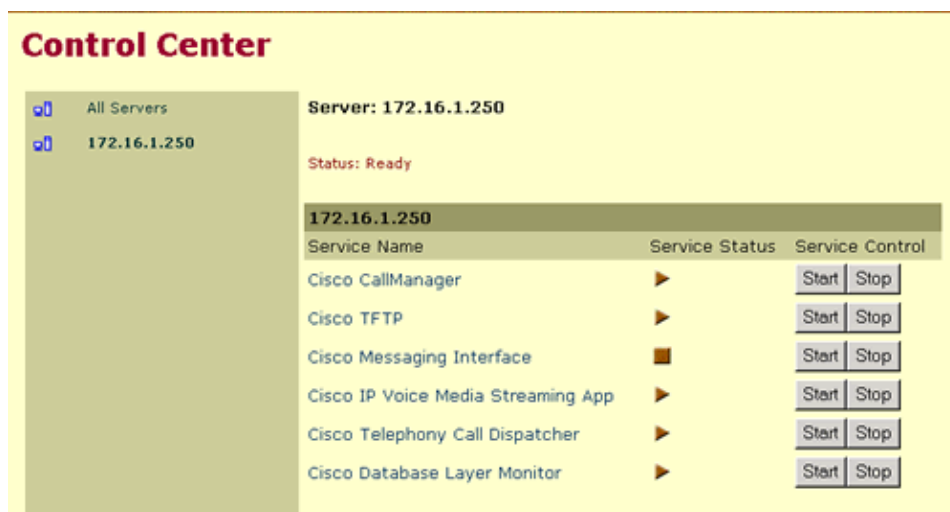 Control Center
All Servers
172.16.1.250
Server: 172.16.1.250
Status: Ready
172.16.1.250
Service Name Service Status Service Control
Cisco CallManager Start Stop
Cisco TFTP Start Stop
Cisco Messaging Interface Start Stop
Cisco IP Voice Media Streaming App Start Stop
Cisco Telephony Call Dispatcher Start Stop
Cisco Database Layer Monitor Start Stop